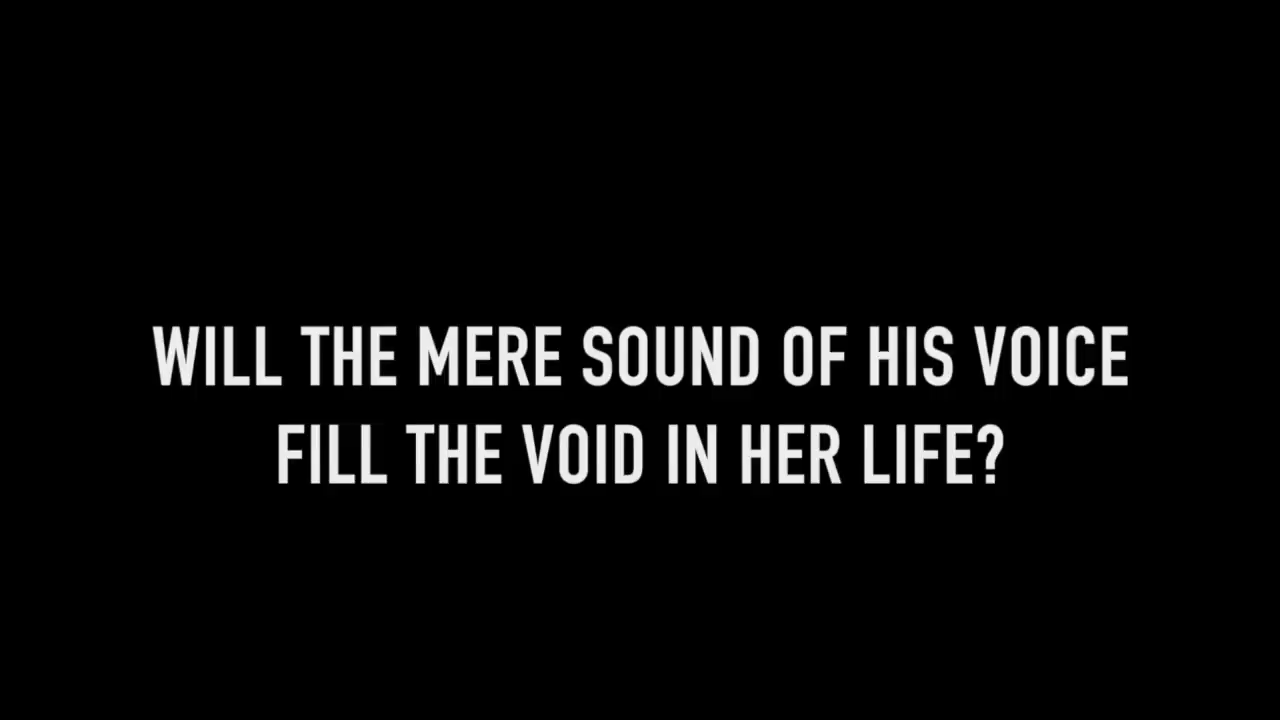 WILL THE MERE SOUND OF HIS VOICE
FILL THE VOID IN HER LIFE?